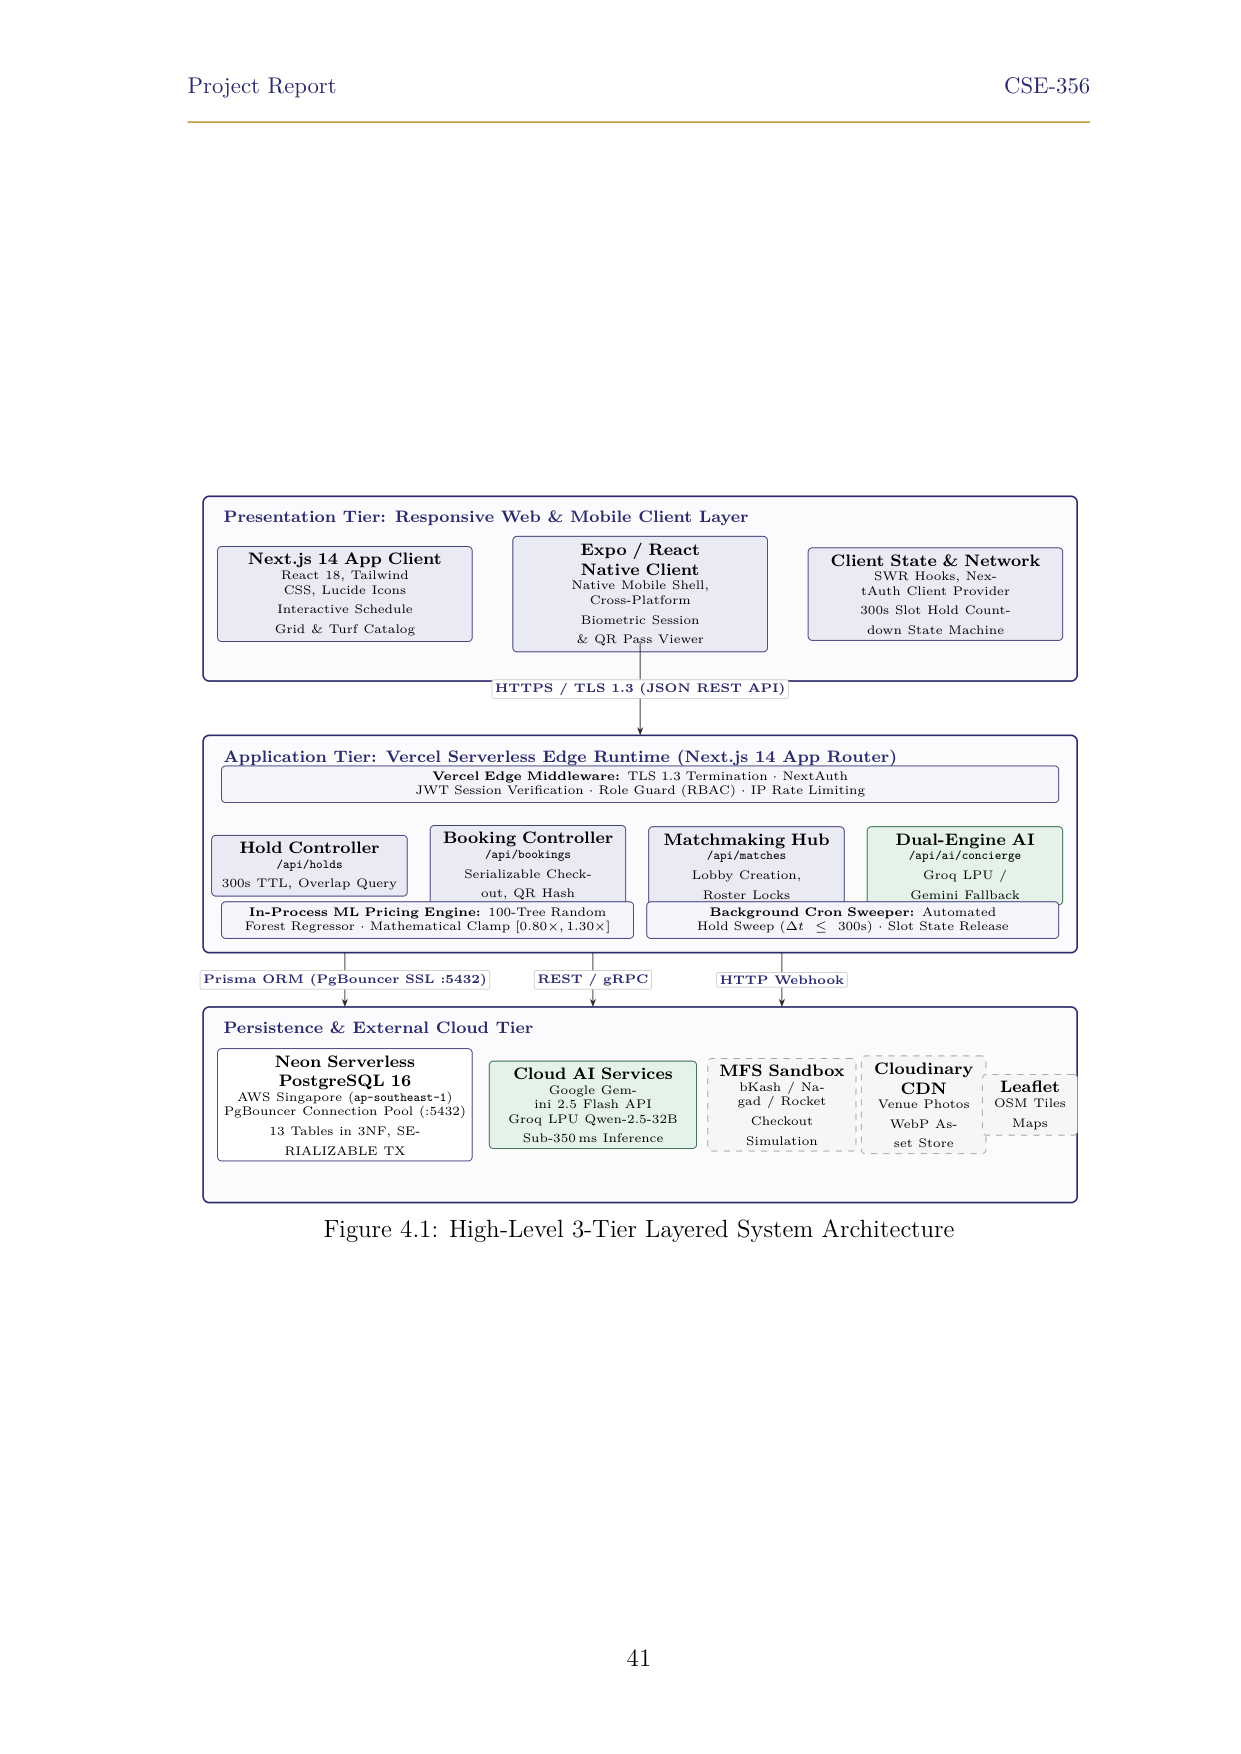 Project Report
CSE-356
Presentation Tier: Responsive Web & Mobile Client Layer
Next.js 14 App Client
React 18, Tailwind
CSS, Lucide Icons
Interactive Schedule
Grid & Turf Catalog
Expo / React
Native Client
Native Mobile Shell,
Cross-Platform
Biometric Session
& QR Pass Viewer
Client State & Network
SWR Hooks, Nex-
tAuth Client Provider
300s Slot Hold Count-
down State Machine
HTTPS / TLS 1.3 (JSON REST API)
Application Tier: Vercel Serverless Edge Runtime (Next.js 14 App Router)
Vercel Edge Middleware: TLS 1.3 Termination · NextAuth
JWT Session Verification · Role Guard (RBAC) · IP Rate Limiting
Hold Controller
/api/holds
300s TTL, Overlap Query
Booking Controller
/api/bookings
Serializable Check-
out, QR Hash
Matchmaking Hub
/api/matches
Lobby Creation,
Roster Locks
Dual-Engine AI
/api/ai/concierge
Groq LPU /
Gemini Fallback
In-Process ML Pricing Engine: 100-Tree Random
Forest Regressor · Mathematical Clamp [0.80×, 1.30×]
Background Cron Sweeper: Automated
Hold Sweep (Δt ≤ 300s) · Slot State Release
Prisma ORM (PgBouncer SSL :5432)
REST / gRPC
HTTP Webhook
Persistence & External Cloud Tier
Neon Serverless
PostgreSQL 16
AWS Singapore (ap-southeast-1)
PgBouncer Connection Pool (:5432)
13 Tables in 3NF, SE-
RIALIZABLE TX
Cloud AI Services
Google Gem-
ini 2.5 Flash API
Groq LPU Qwen-2.5-32B
Sub-350 ms Inference
MFS Sandbox
bKash / Na-
gad / Rocket
Checkout
Simulation
Cloudinary
CDN
Venue Photos
WebP As-
set Store
Leaflet
OSM Tiles
Maps
Figure 4.1: High-Level 3-Tier Layered System Architecture
41